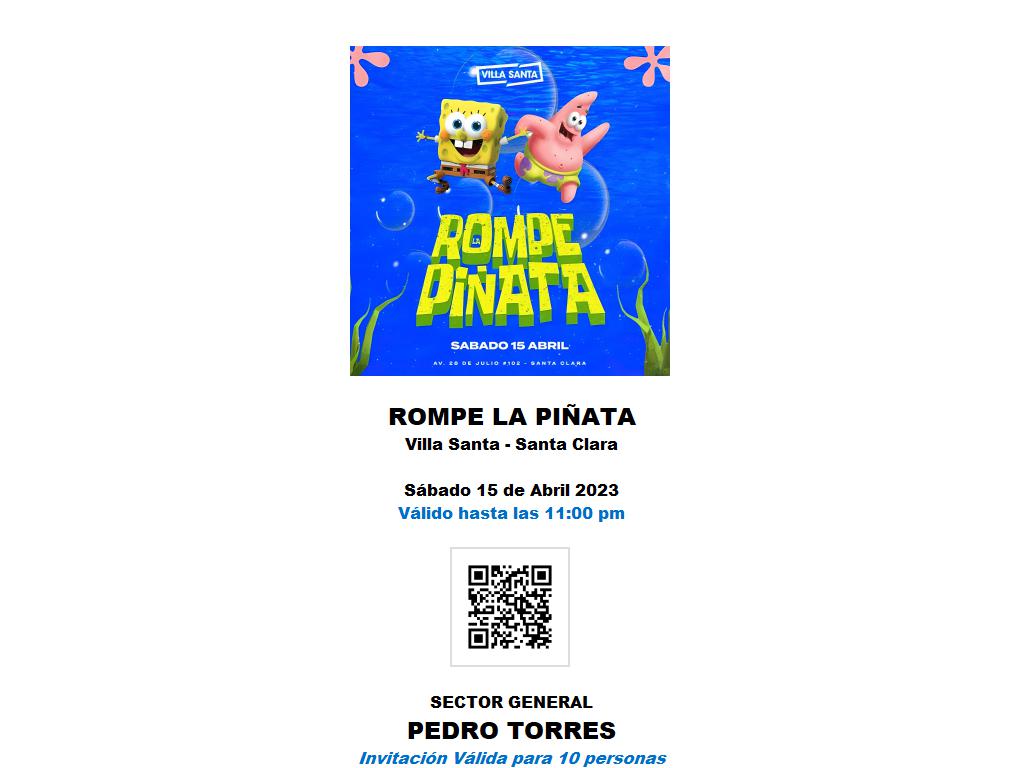 VILLA SANTA
ROMPE
LA
PIÑATA
SABADO 15 ABRIL
AV. 28 DE JULIO #102 - SANTA CLARA
ROMPE LA PIÑATA
Villa Santa - Santa Clara
Sábado 15 de Abril 2023
Válido hasta las 11:00 pm
SECTOR GENERAL
PEDRO TORRES
Invitación Válida para 10 personas